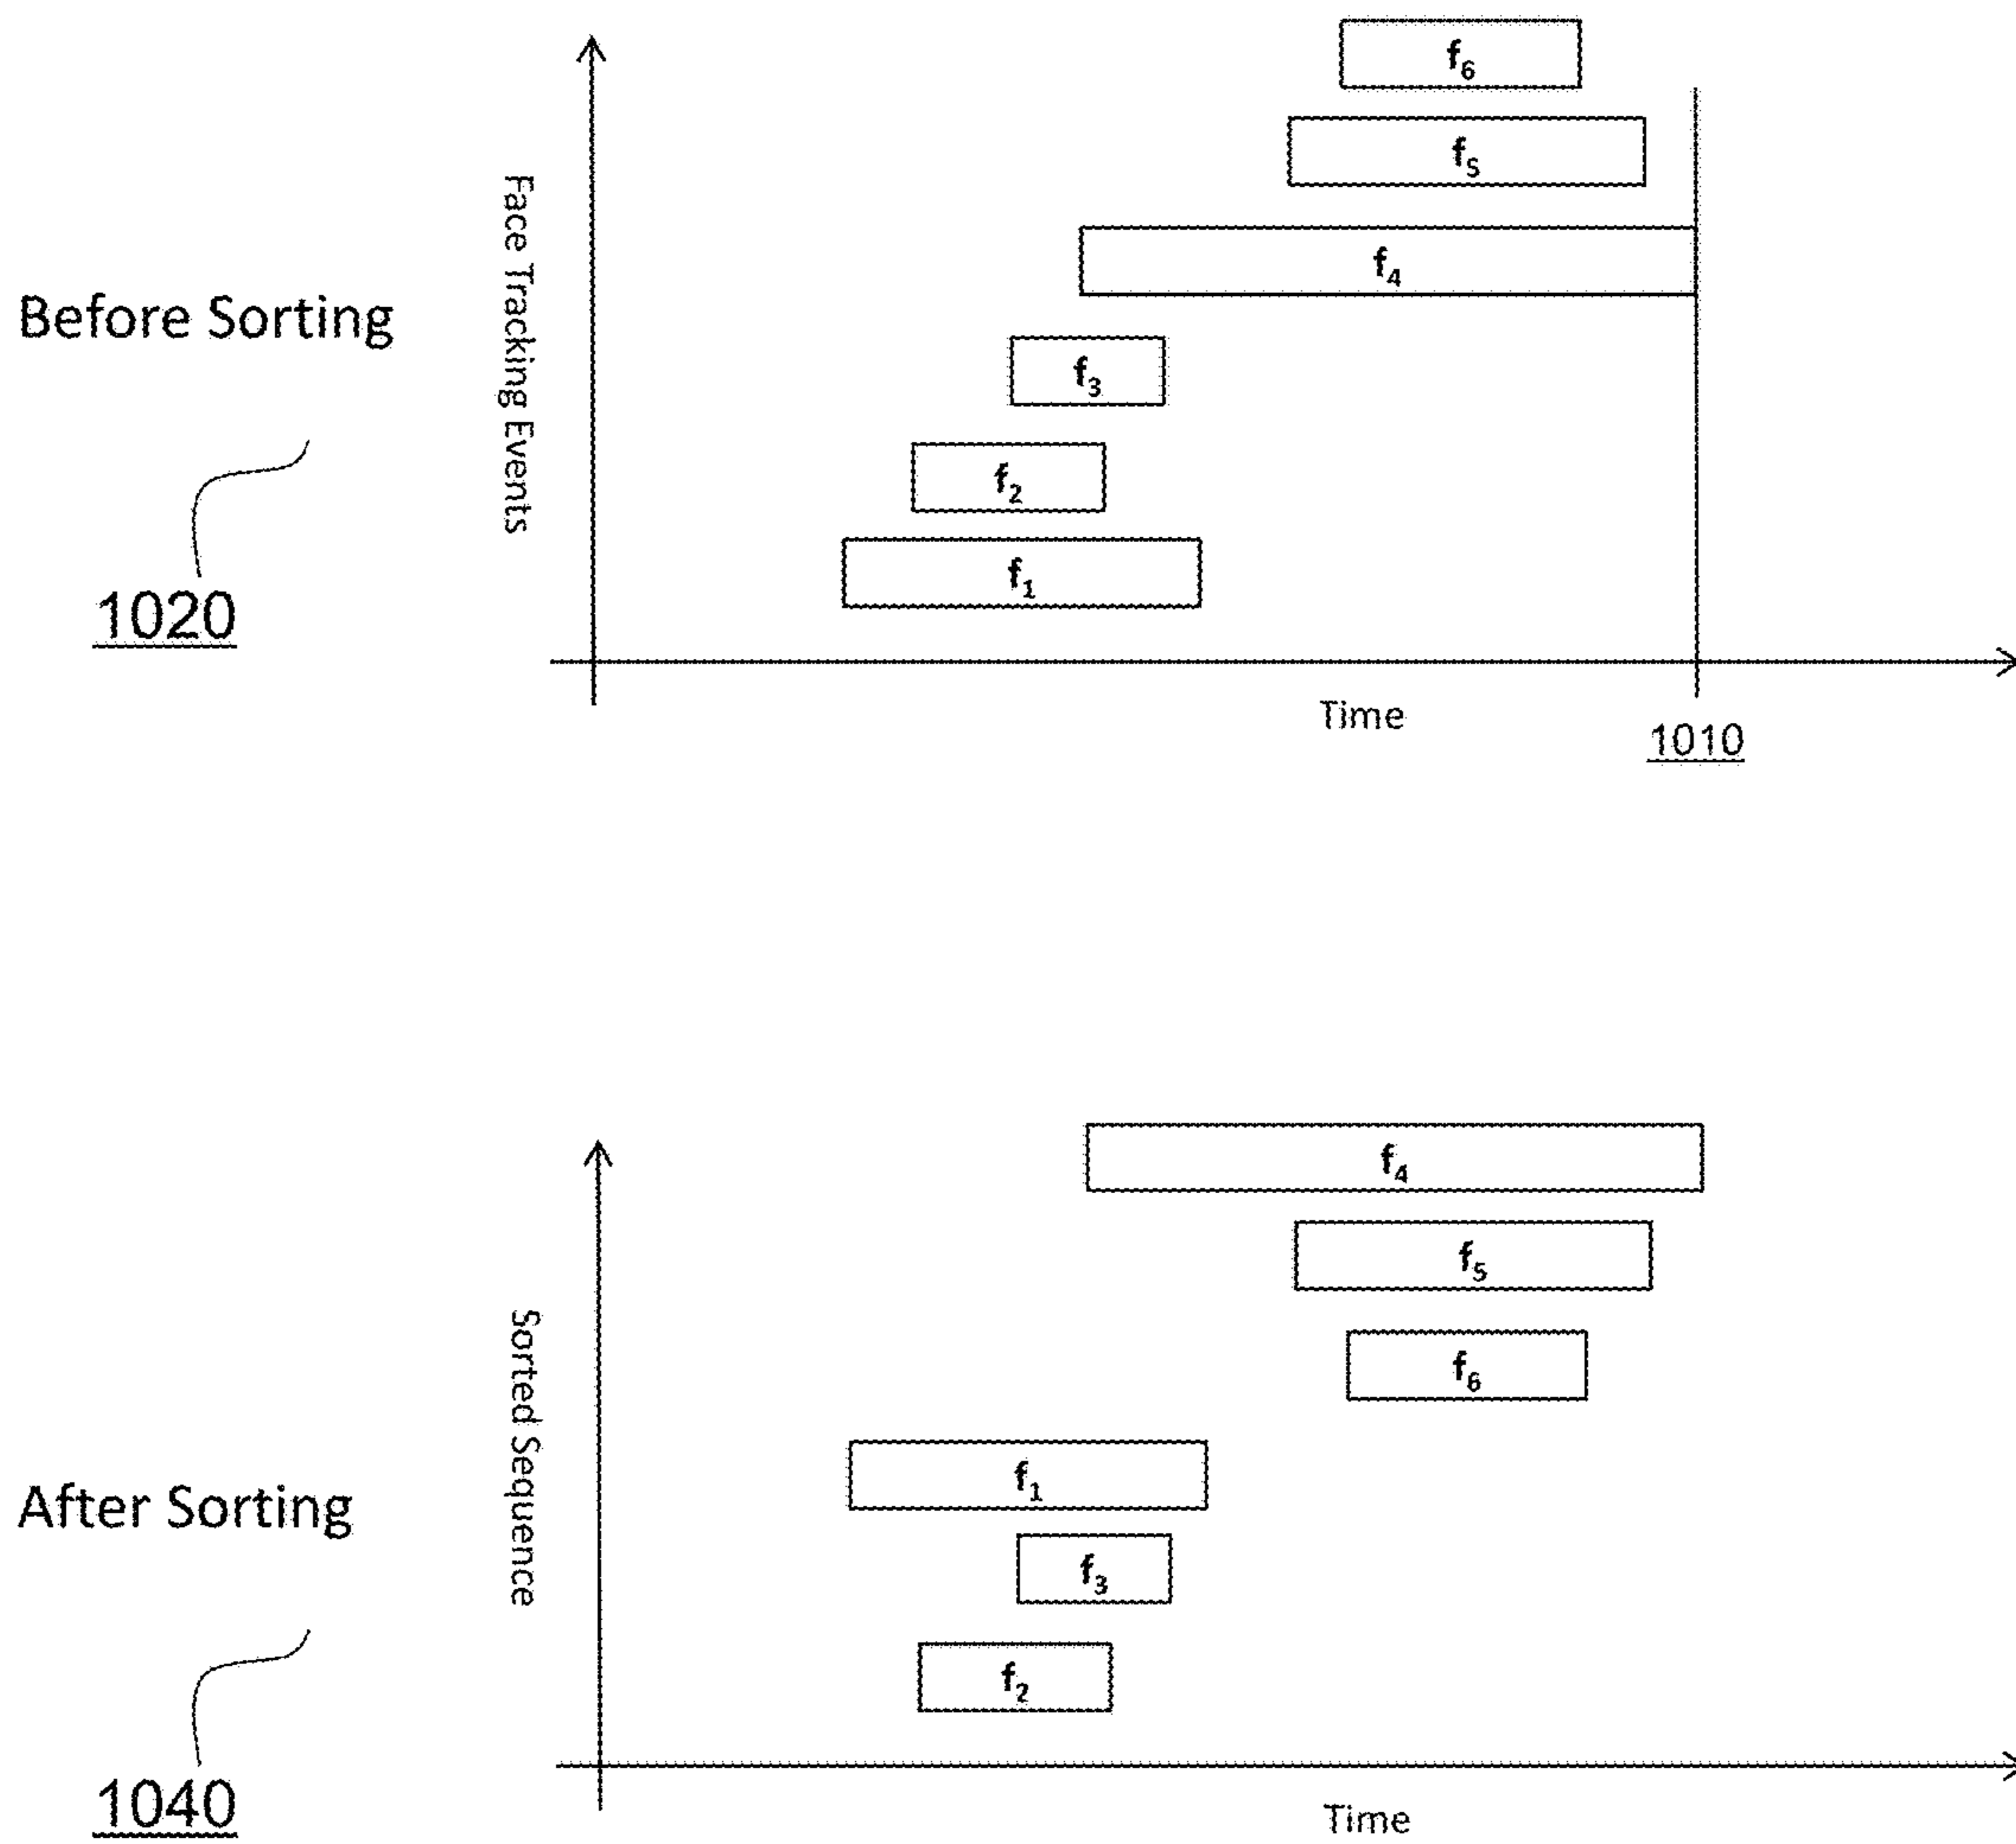 f6
f5
Face Tracking Events
f4
Before Sorting
f3
f2
f1
1020
Time
1010
f4
f5
Sorted Sequence
f6
f1
After Sorting
f3
f2
1040
Time